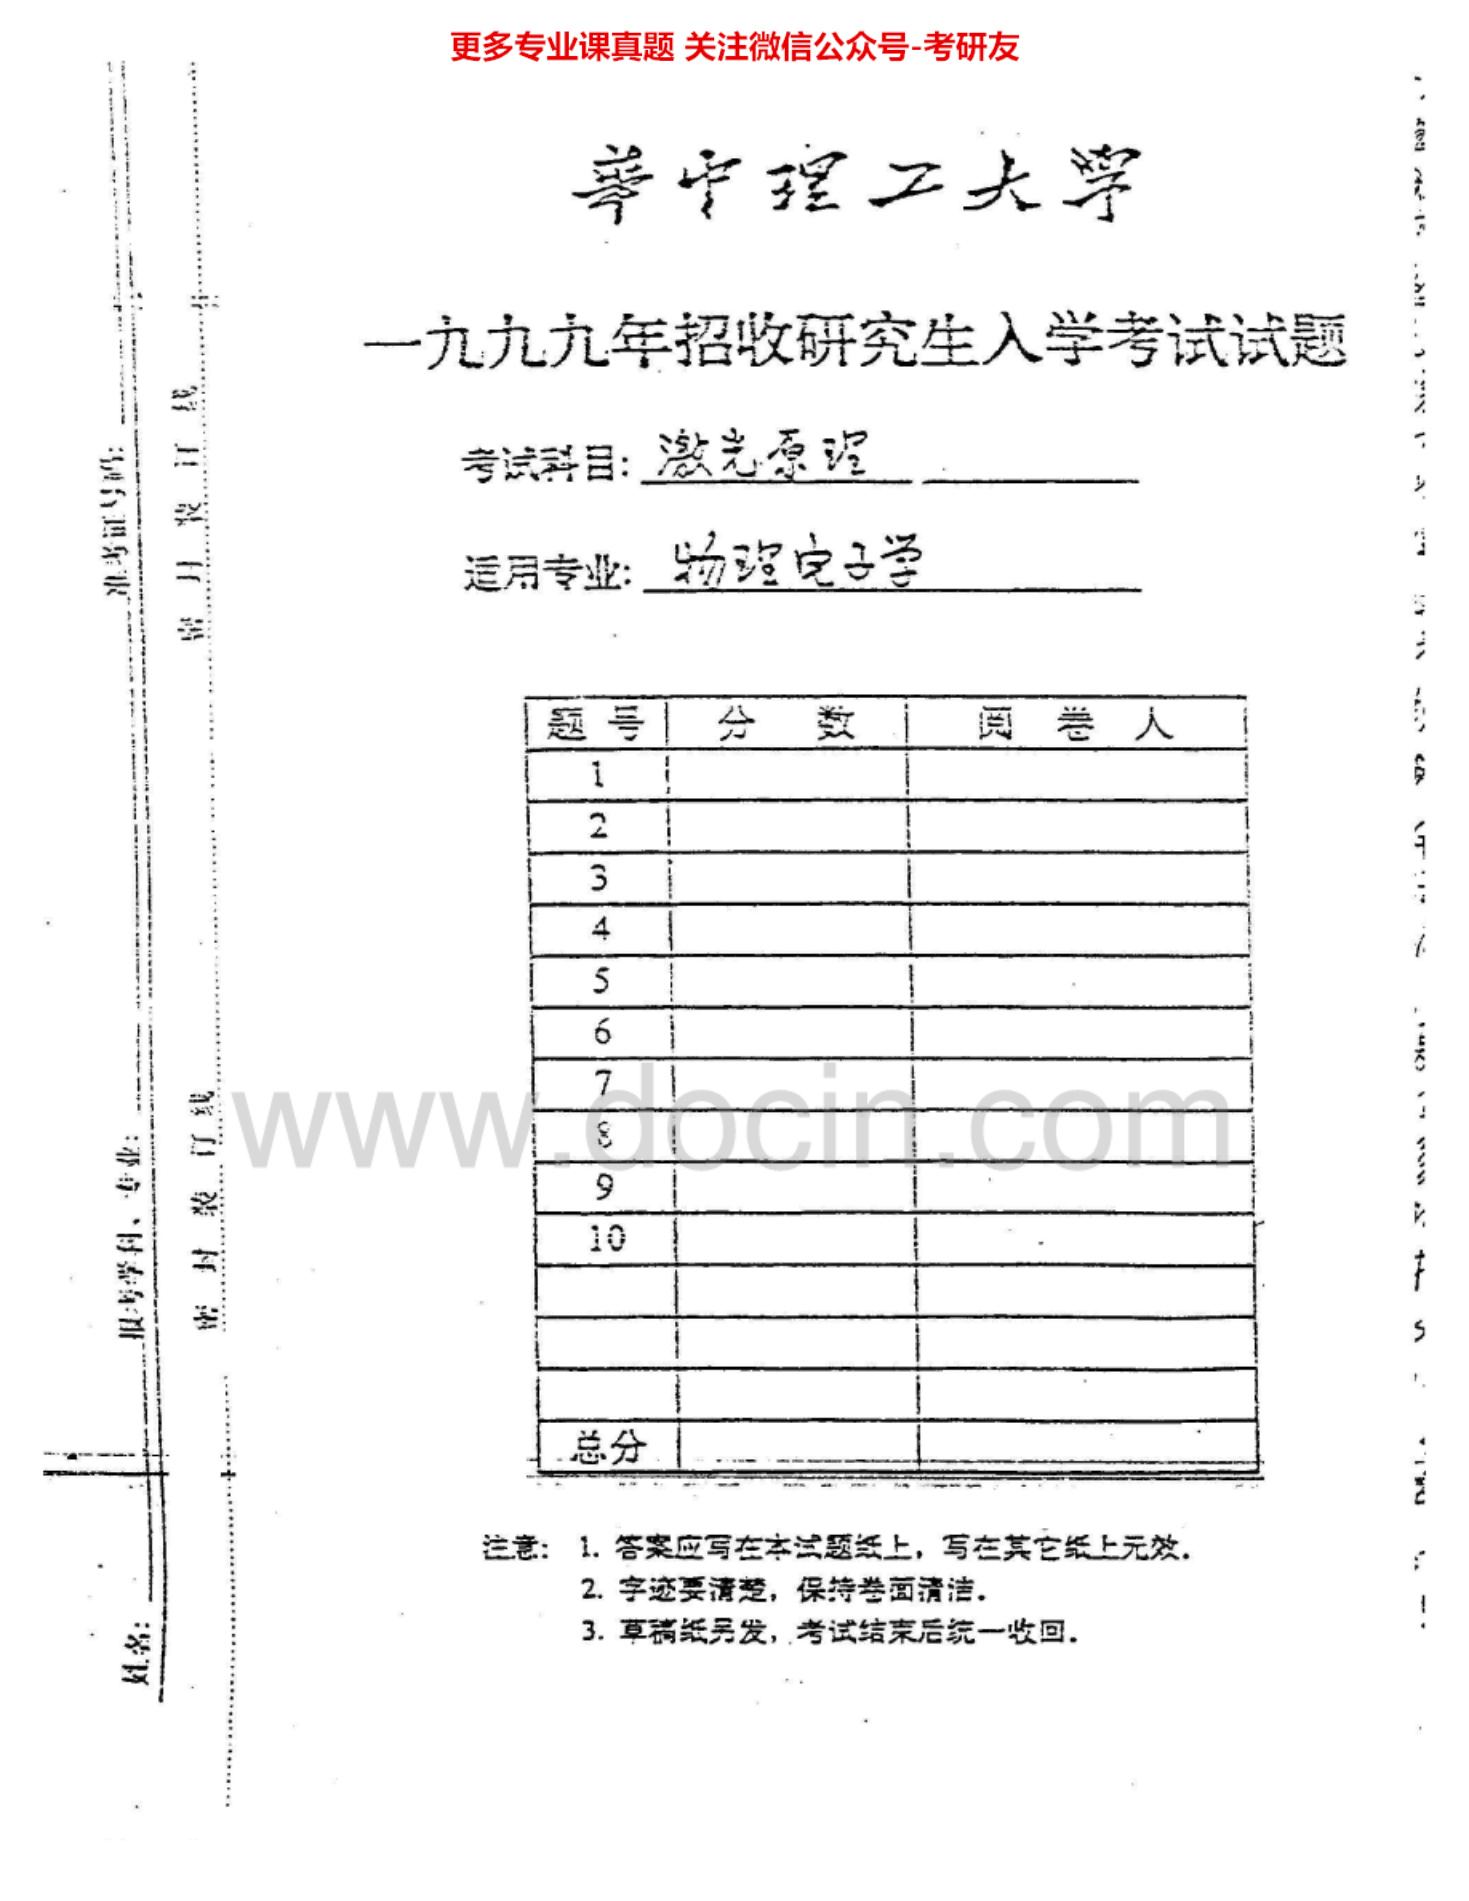 更多专业课真题 关注微信公众号-考研友
華中理工大学
一九九九年招收研究生入学考试试题
考试科目: 激光原理
适用专业: 物理电子学
题号 分数 阅卷人
1
2
3
4
5
6
7
8
9
10
总分
注意: 1. 答案应写在本试题纸上，写在其它纸上无效.
2. 字迹要清楚，保持卷面清洁.
3. 草稿纸另发，考试结束后统一收回.
准考证号码:
报考学科、专业:
姓名:
密封装订线
密封装订线
www.docin.com